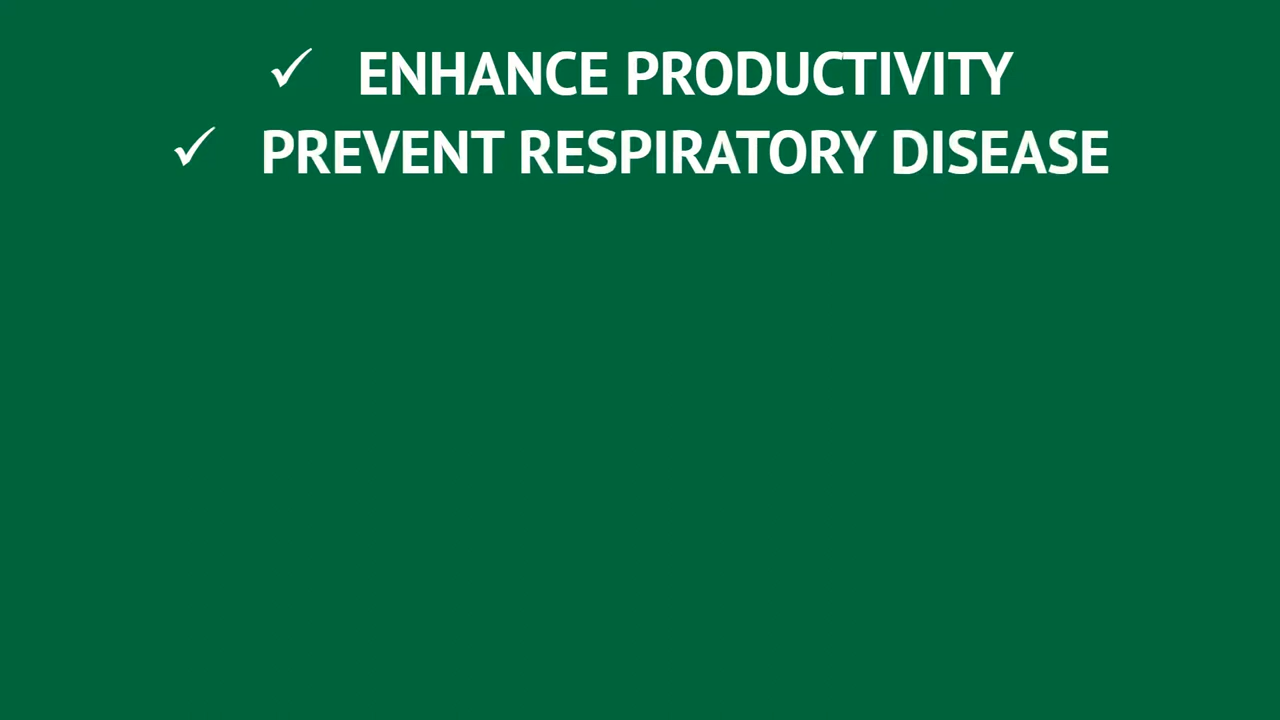 ✓ ENHANCE PRODUCTIVITY
✓ PREVENT RESPIRATORY DISEASE